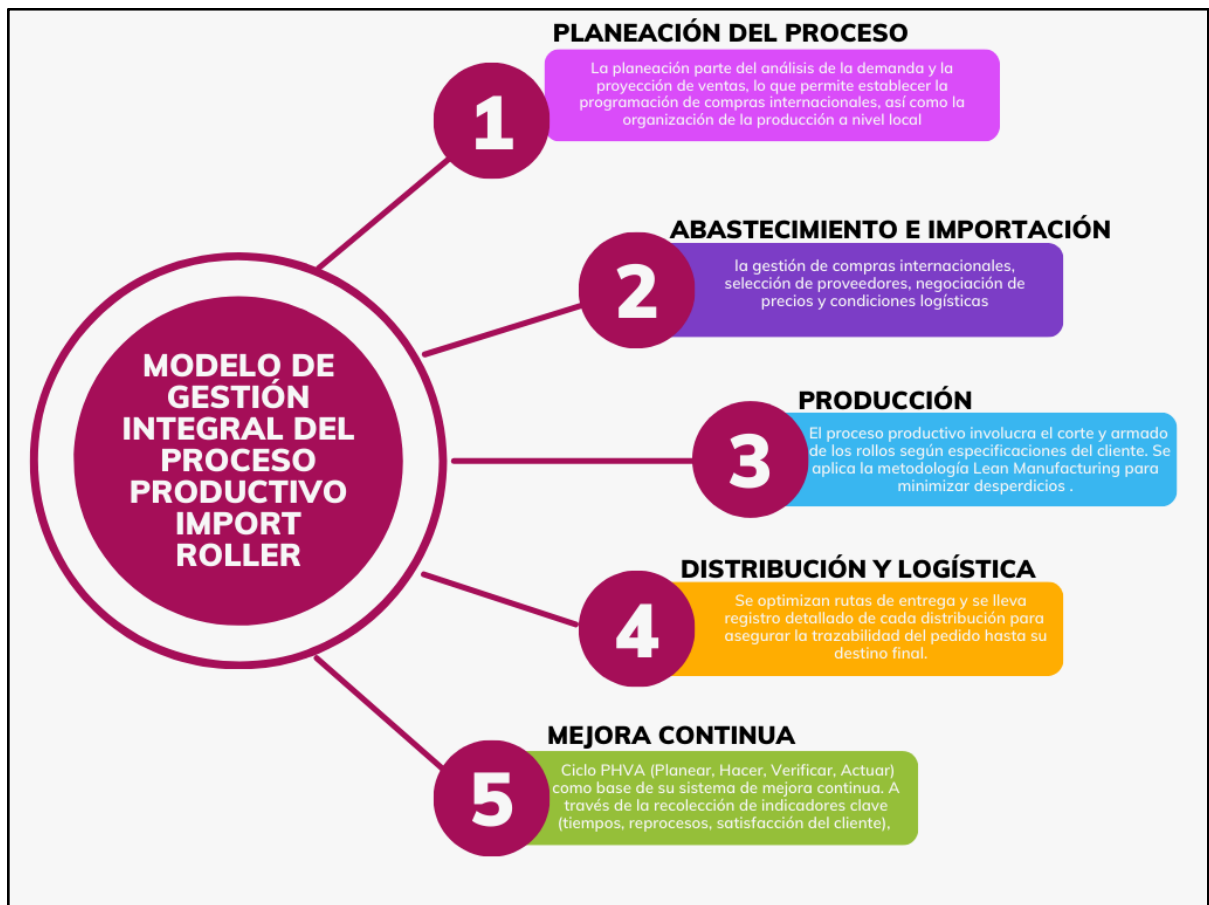 MODELO DE
GESTIÓN
INTEGRAL DEL
PROCESO
PRODUCTIVO
IMPORT
ROLLER
1
PLANEACIÓN DEL PROCESO
La planeación parte del análisis de la demanda y la
proyección de ventas, lo que permite establecer la
programación de compras internacionales, así como la
organización de la producción a nivel local
2
ABASTECIMIENTO E IMPORTACIÓN
la gestión de compras internacionales,
selección de proveedores, negociación de
precios y condiciones logísticas
3
PRODUCCIÓN
El proceso productivo involucra el corte y armado
de los rollos según especificaciones del cliente. Se
aplica la metodología Lean Manufacturing para
minimizar desperdicios .
4
DISTRIBUCIÓN Y LOGÍSTICA
Se optimizan rutas de entrega y se lleva
registro detallado de cada distribución para
asegurar la trazabilidad del pedido hasta su
destino final.
5
MEJORA CONTINUA
Ciclo PHVA (Planear, Hacer, Verificar, Actuar)
como base de su sistema de mejora continua. A
través de la recolección de indicadores clave
(tiempos, reprocesos, satisfacción del cliente),